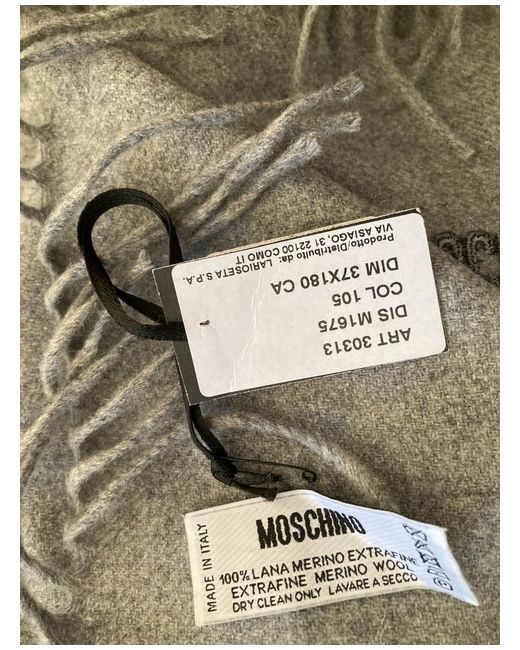 ART 30313
DIS M1675
COL 105
DIM 37X180 CA
Prodotto/Distribuito da: LARIOSETA S.P.A.
VIA ASIAGO, 31 22100 COMO IT
MOSCHINO
MADE IN ITALY
100% LANA MERINO EXTRAFINE
EXTRAFINE MERINO WOOL
DRY CLEAN ONLY LAVARE A SECCO